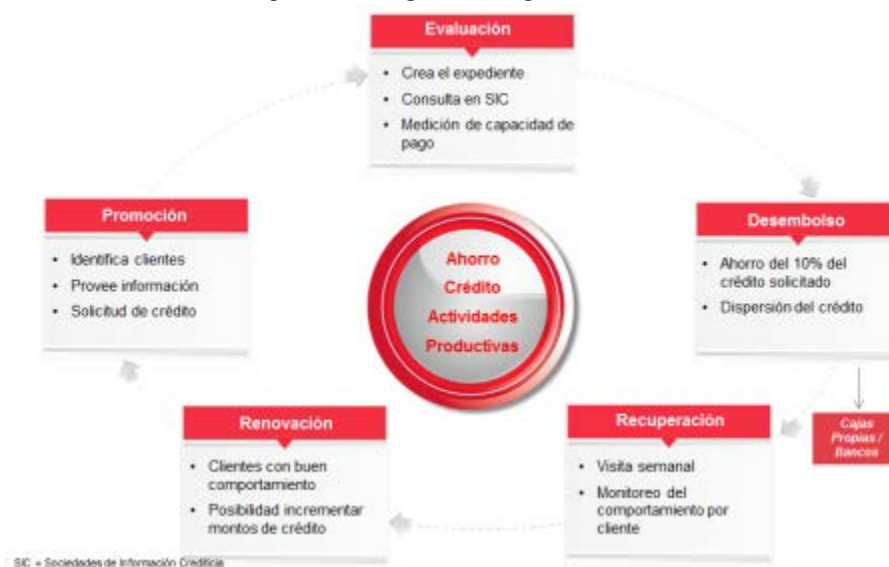 Evaluación
• Crea el expediente
• Consulta en SIC
• Medición de capacidad de
pago
Promoción
• Identifica clientes
• Provee información
• Solicitud de crédito
Ahorro
Crédito
Actividades
Productivas
Desembolso
• Ahorro del 10% del
crédito solicitado
• Dispersión del crédito
Cajas
Propias /
Bancos
Recuperación
• Visita semanal
• Monitoreo del
comportamiento por
cliente
Renovación
• Clientes con buen
comportamiento
• Posibilidad incrementar
montos de crédito
SIC = Sociedades de Información Crediticia